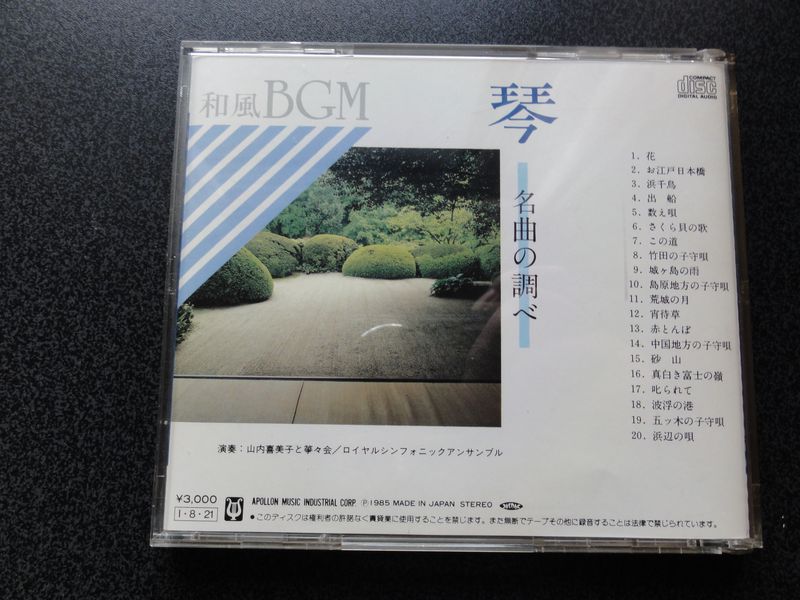 和風BGM
琴
名曲の調べ
COMPACT
disc
DIGITAL AUDIO
1. 花
2. お江戸日本橋
3. 浜千鳥
4. 出 船
5. 数え唄
6. さくら貝の歌
7. この道
8. 竹田の子守唄
9. 城ヶ島の雨
10. 島原地方の子守唄
11. 荒城の月
12. 宵待草
13. 赤とんぼ
14. 中国地方の子守唄
15. 砂 山
16. 真白き富士の嶺
17. 叱られて
18. 波浮の港
19. 五ッ木の子守唄
20. 浜辺の唄
演奏:山内喜美子と箏々会/ロイヤルシンフォニックアンサンブル
¥3,000
I・8・21
APOLLON MUSIC INDUSTRIAL CORP. Ⓟ1985 MADE IN JAPAN STEREO
●このディスクは権利者の許諾なく賃貸業に使用することを禁じます。また無断でテープその他に録音することは法律で禁じられています。